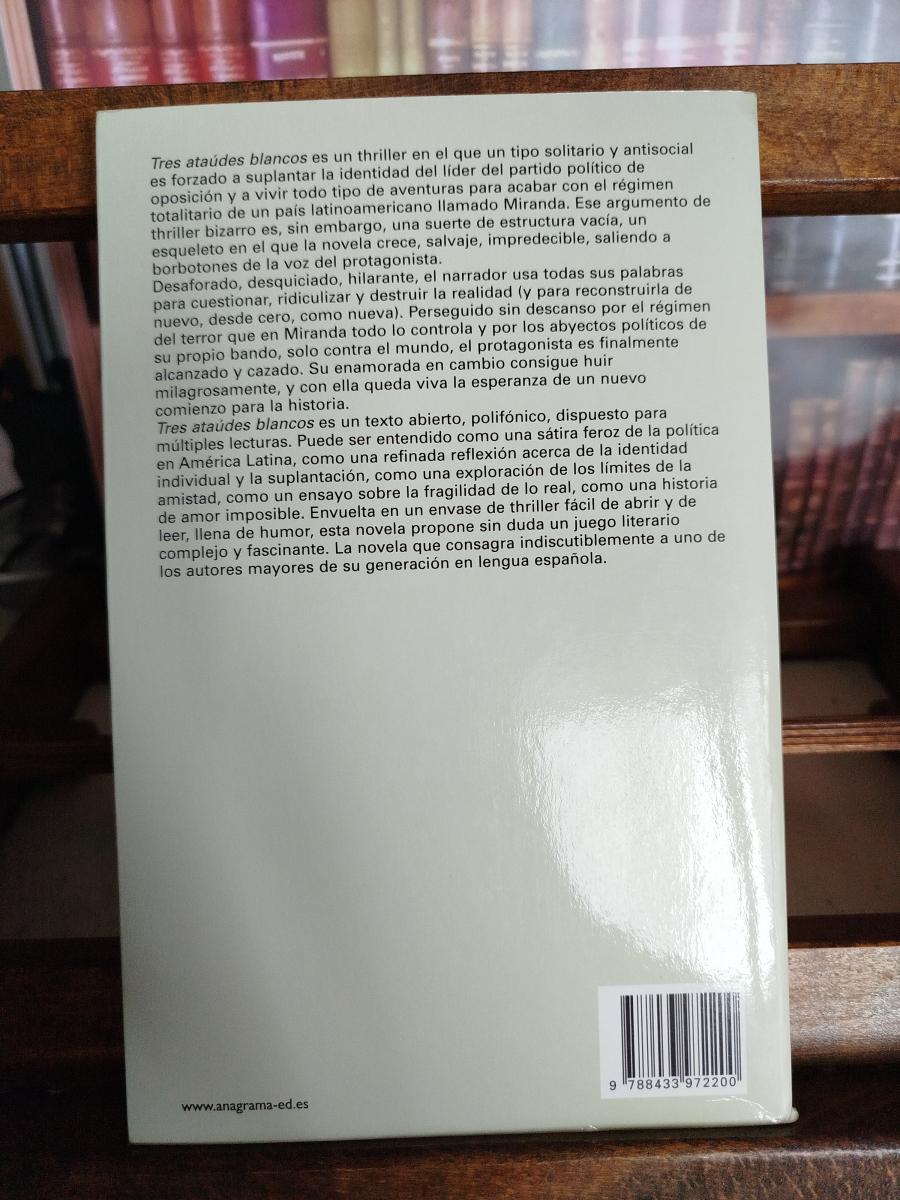 Tres ataúdes blancos es un thriller en el que un tipo solitario y antisocial
es forzado a suplantar la identidad del líder del partido político de
oposición y a vivir todo tipo de aventuras para acabar con el régimen
totalitario de un país latinoamericano llamado Miranda. Ese argumento de
thriller bizarro es, sin embargo, una suerte de estructura vacía, un
esqueleto en el que la novela crece, salvaje, impredecible, saliendo a
borbotones de la voz del protagonista.
Desaforado, desquiciado, hilarante, el narrador usa todas sus palabras
para cuestionar, ridiculizar y destruir la realidad (y para reconstruirla de
nuevo, desde cero, como nueva). Perseguido sin descanso por el régimen
del terror que en Miranda todo lo controla y por los abyectos políticos de
su propio bando, solo contra el mundo, el protagonista es finalmente
alcanzado y cazado. Su enamorada en cambio consigue huir
milagrosamente, y con ella queda viva la esperanza de un nuevo
comienzo para la historia.
Tres ataúdes blancos es un texto abierto, polifónico, dispuesto para
múltiples lecturas. Puede ser entendido como una sátira feroz de la política
en América Latina, como una refinada reflexión acerca de la identidad
individual y la suplantación, como una exploración de los límites de la
amistad, como un ensayo sobre la fragilidad de lo real, como una historia
de amor imposible. Envuelta en un envase de thriller fácil de abrir y de
leer, llena de humor, esta novela propone sin duda un juego literario
complejo y fascinante. La novela que consagra indiscutiblemente a uno de
los autores mayores de su generación en lengua española.
9 788433 972200
www.anagrama-ed.es